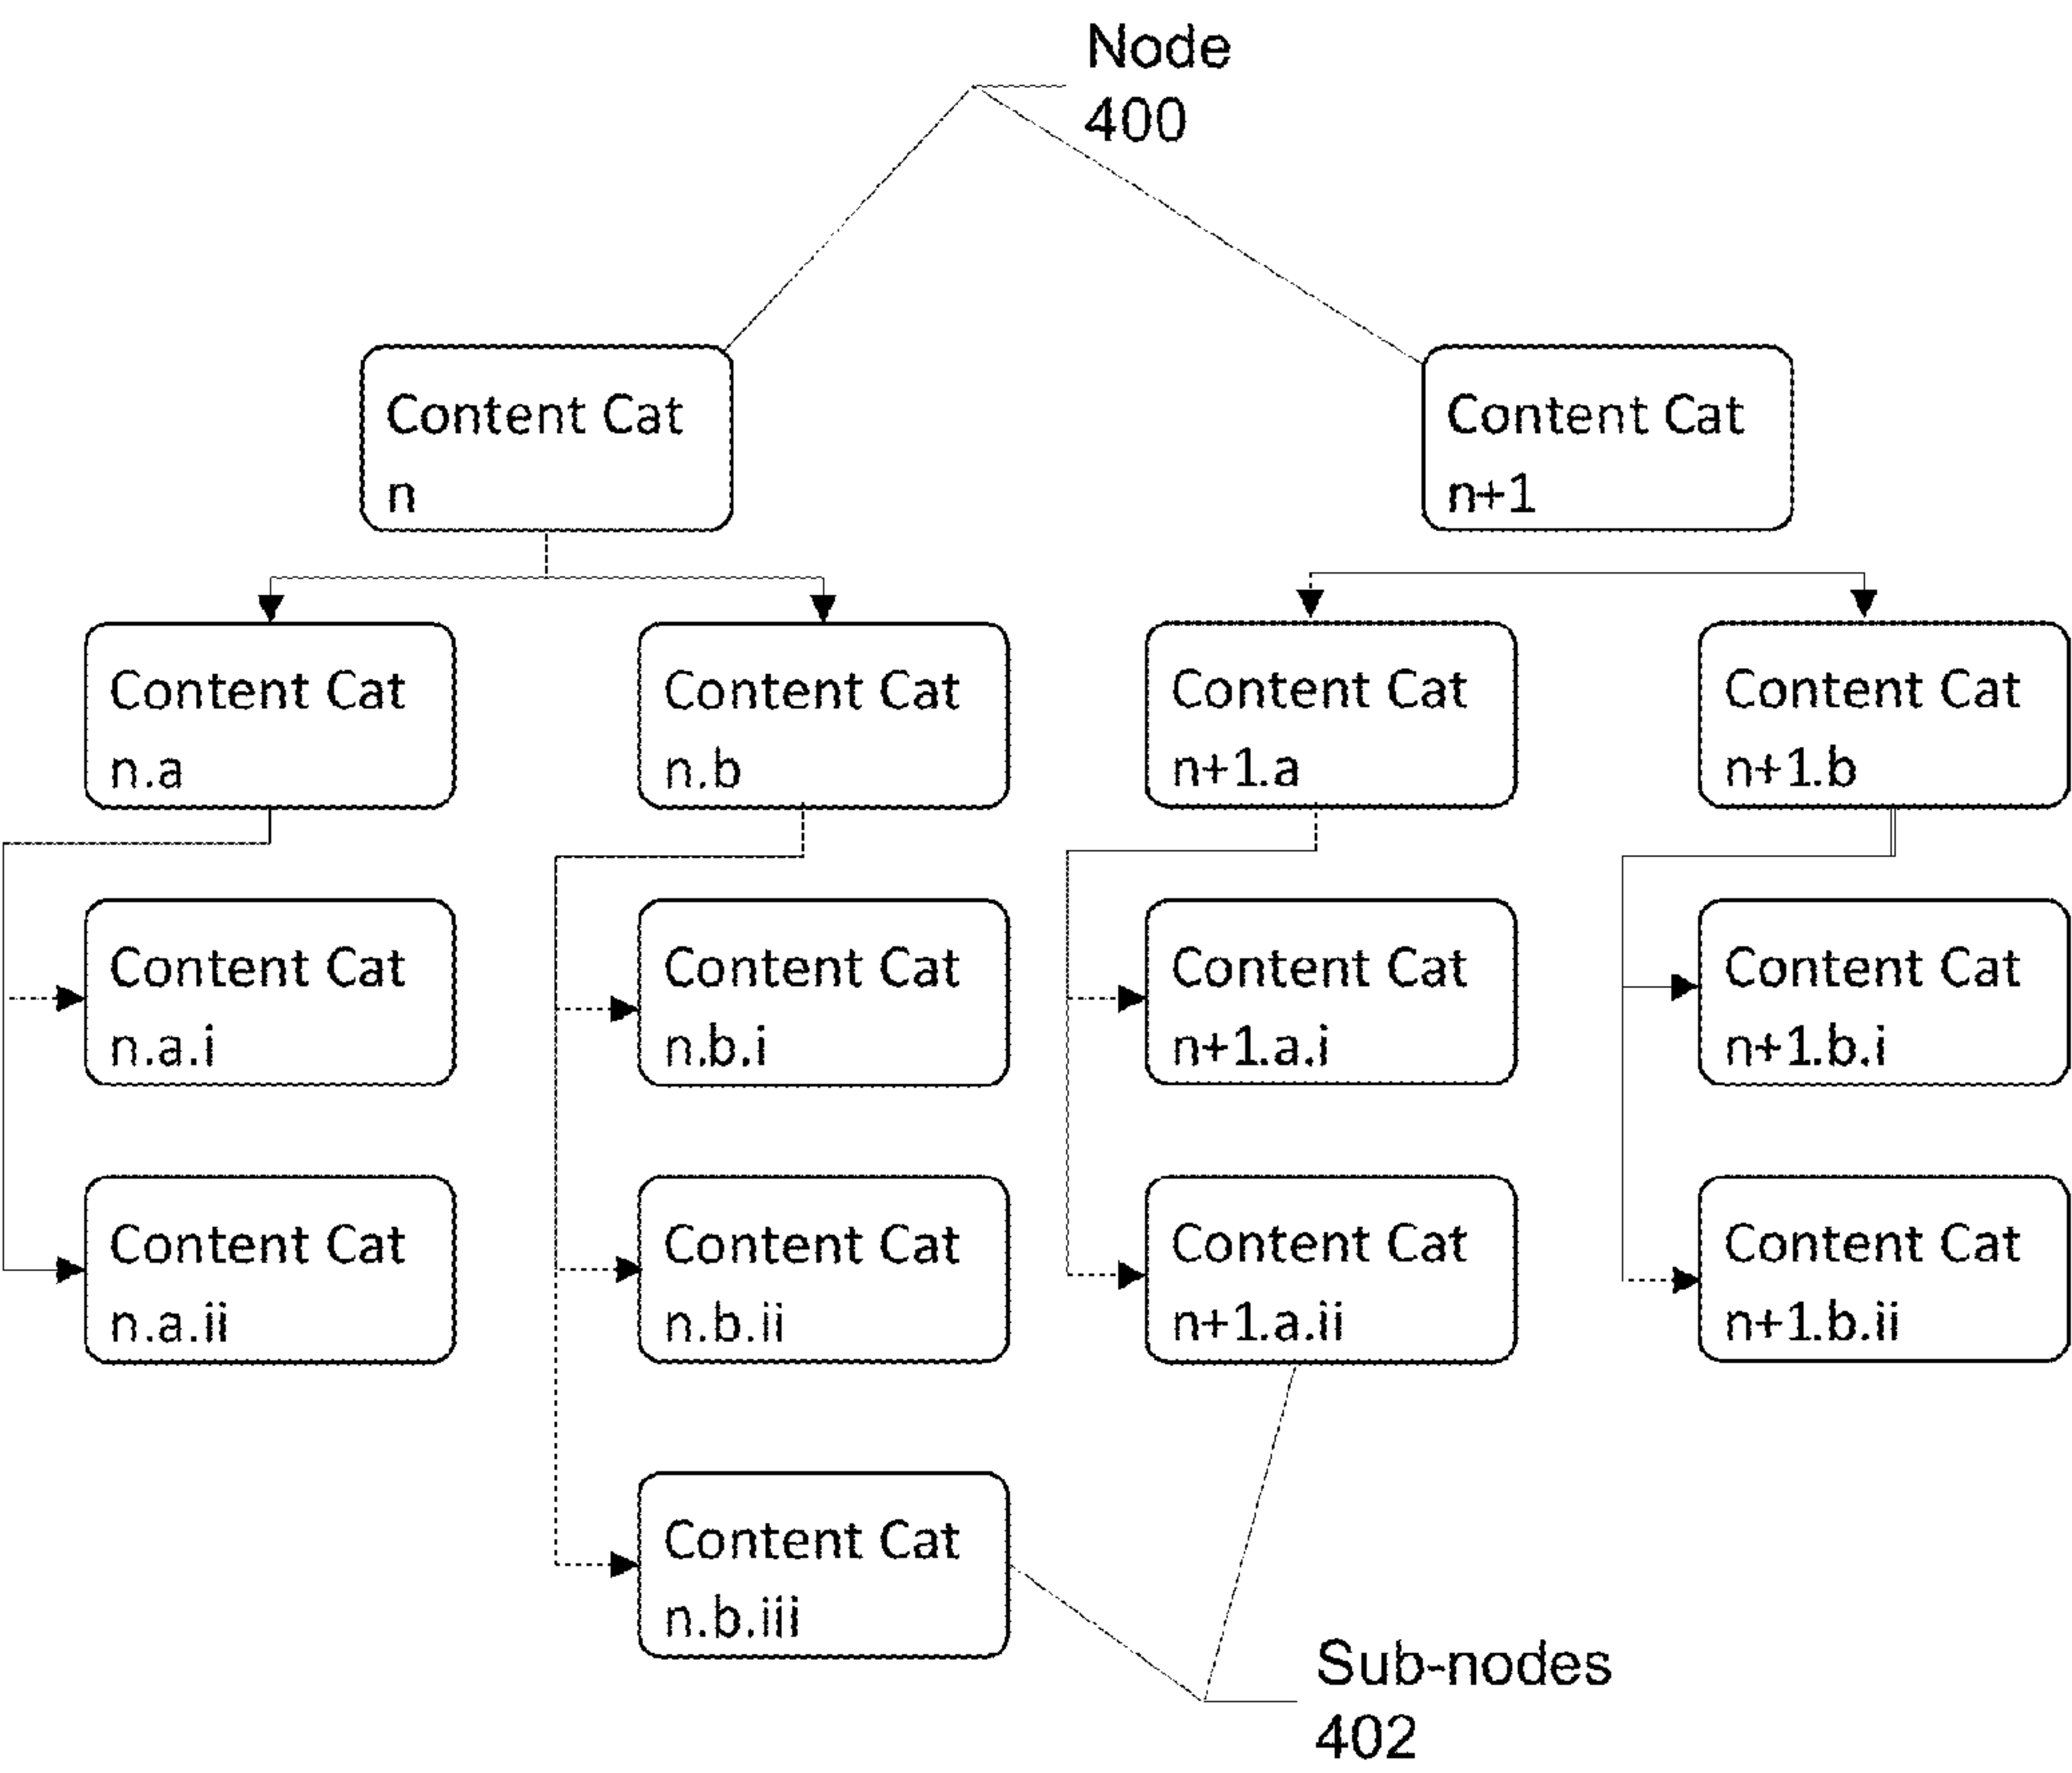 Node
400
Content Cat
n
Content Cat
n+1
Content Cat
n.a
Content Cat
n.b
Content Cat
n+1.a
Content Cat
n+1.b
Content Cat
n.a.i
Content Cat
n.b.i
Content Cat
n+1.a.i
Content Cat
n+1.b.i
Content Cat
n.a.ii
Content Cat
n.b.ii
Content Cat
n+1.a.ii
Content Cat
n+1.b.ii
Content Cat
n.b.iii
Sub-nodes
402